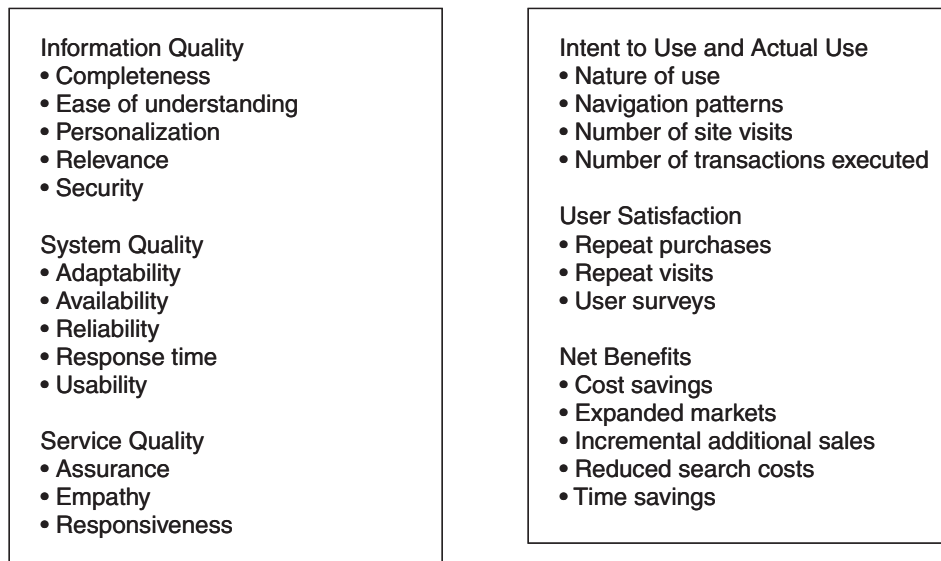 Information Quality
• Completeness
• Ease of understanding
• Personalization
• Relevance
• Security
System Quality
• Adaptability
• Availability
• Reliability
• Response time
• Usability
Service Quality
• Assurance
• Empathy
• Responsiveness
Intent to Use and Actual Use
• Nature of use
• Navigation patterns
• Number of site visits
• Number of transactions executed
User Satisfaction
• Repeat purchases
• Repeat visits
• User surveys
Net Benefits
• Cost savings
• Expanded markets
• Incremental additional sales
• Reduced search costs
• Time savings